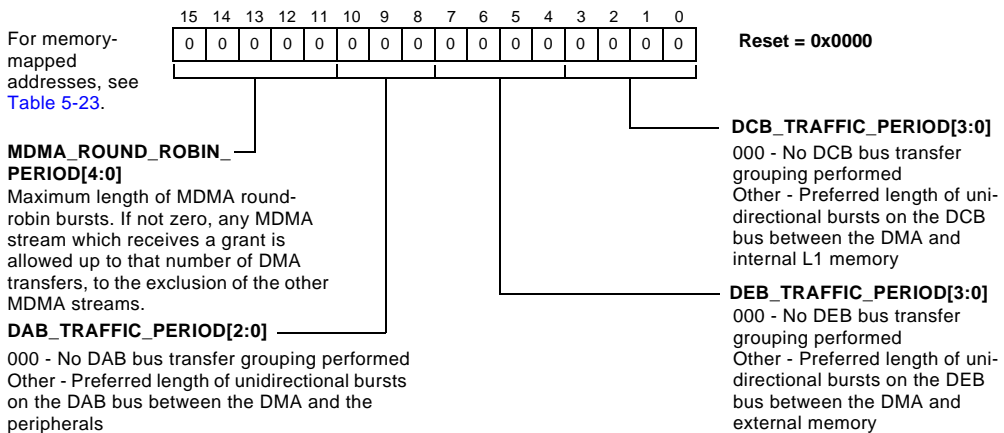 15 14 13 12 11 10 9 8 7 6 5 4 3 2 1 0
For memory-
mapped
addresses, see
Table 5-23.
0 0 0 0 0 0 0 0 0 0 0 0 0 0 0 0
Reset = 0x0000
MDMA_ROUND_ROBIN_
PERIOD[4:0]
Maximum length of MDMA round-
robin bursts. If not zero, any MDMA
stream which receives a grant is
allowed up to that number of DMA
transfers, to the exclusion of the other
MDMA streams.
DAB_TRAFFIC_PERIOD[2:0]
000 - No DAB bus transfer grouping performed
Other - Preferred length of unidirectional bursts
on the DAB bus between the DMA and the
peripherals
DCB_TRAFFIC_PERIOD[3:0]
000 - No DCB bus transfer
grouping performed
Other - Preferred length of uni-
directional bursts on the DCB
bus between the DMA and
internal L1 memory
DEB_TRAFFIC_PERIOD[3:0]
000 - No DEB bus transfer
grouping performed
Other - Preferred length of uni-
directional bursts on the DEB
bus between the DMA and
external memory